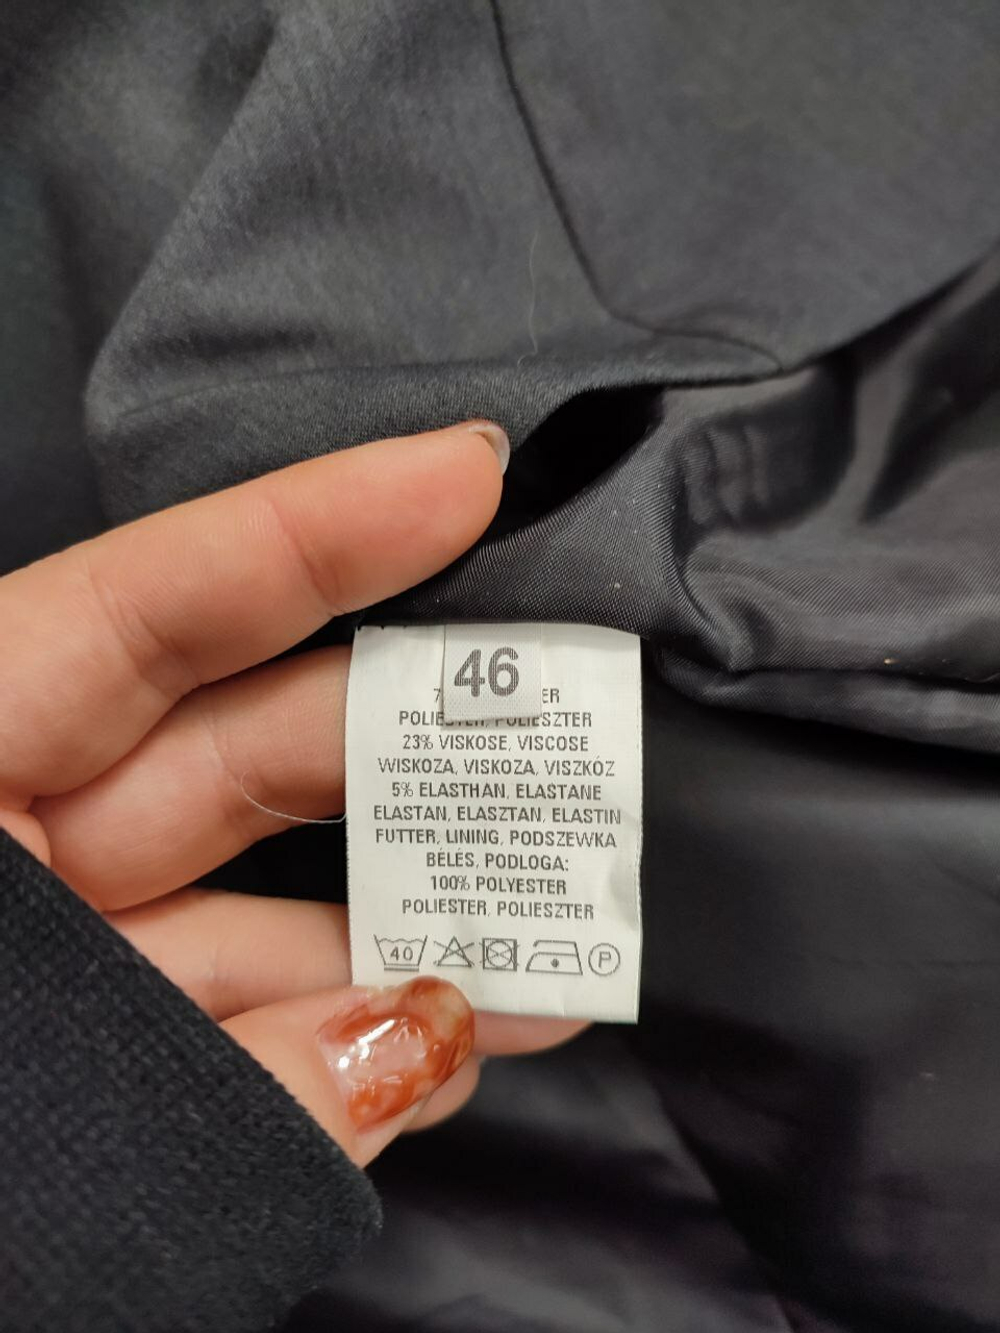 46
POLIESTER, POLIESZTER
23% VISKOSE, VISCOSE
WISKOZA, VISKOZA, VISZKÓZ
5% ELASTHAN, ELASTANE
ELASTAN, ELASZTAN, ELASTIN
FUTTER, LINING, PODSZEWKA
BÉLÉS, PODLOGA:
100% POLYESTER
POLIESTER, POLIESZTER
40 P